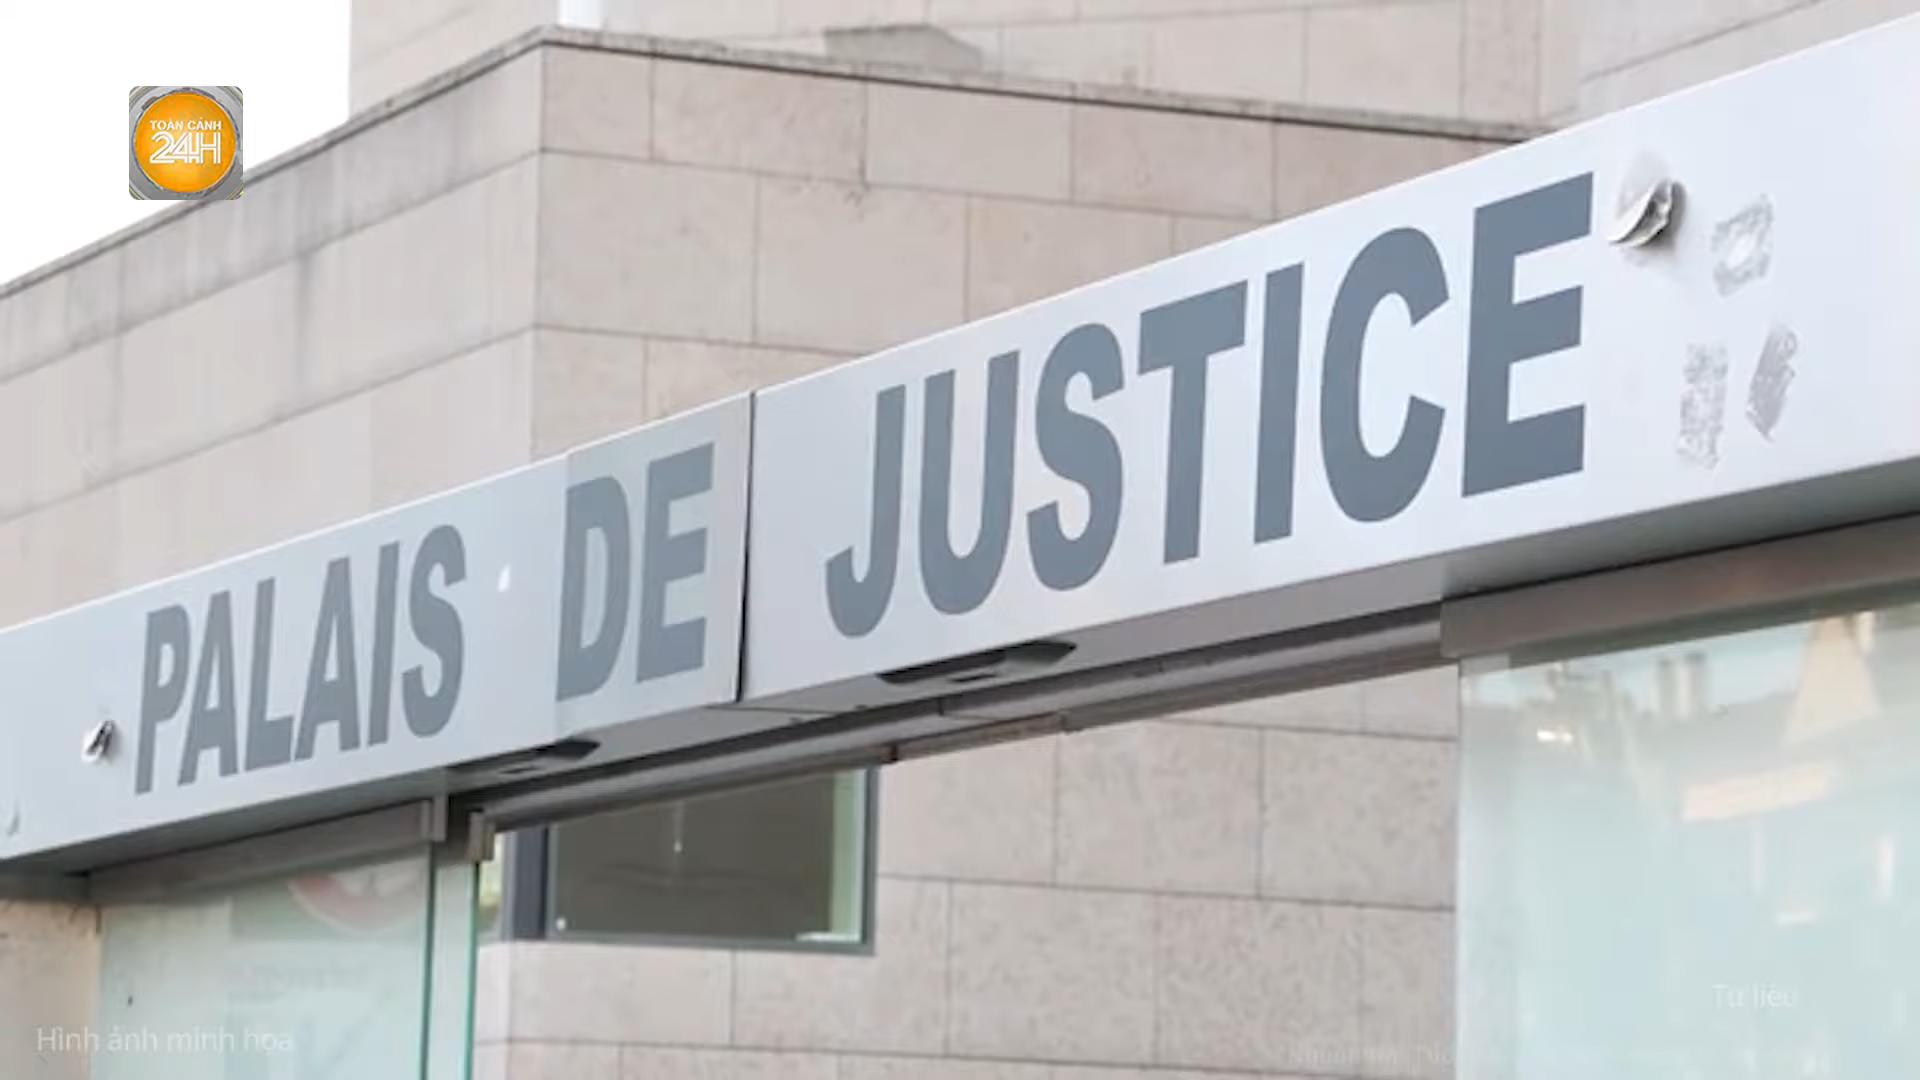 TOÀN CẢNH
24H
PALAIS DE JUSTICE
Tư liệu
Hình ảnh minh họa